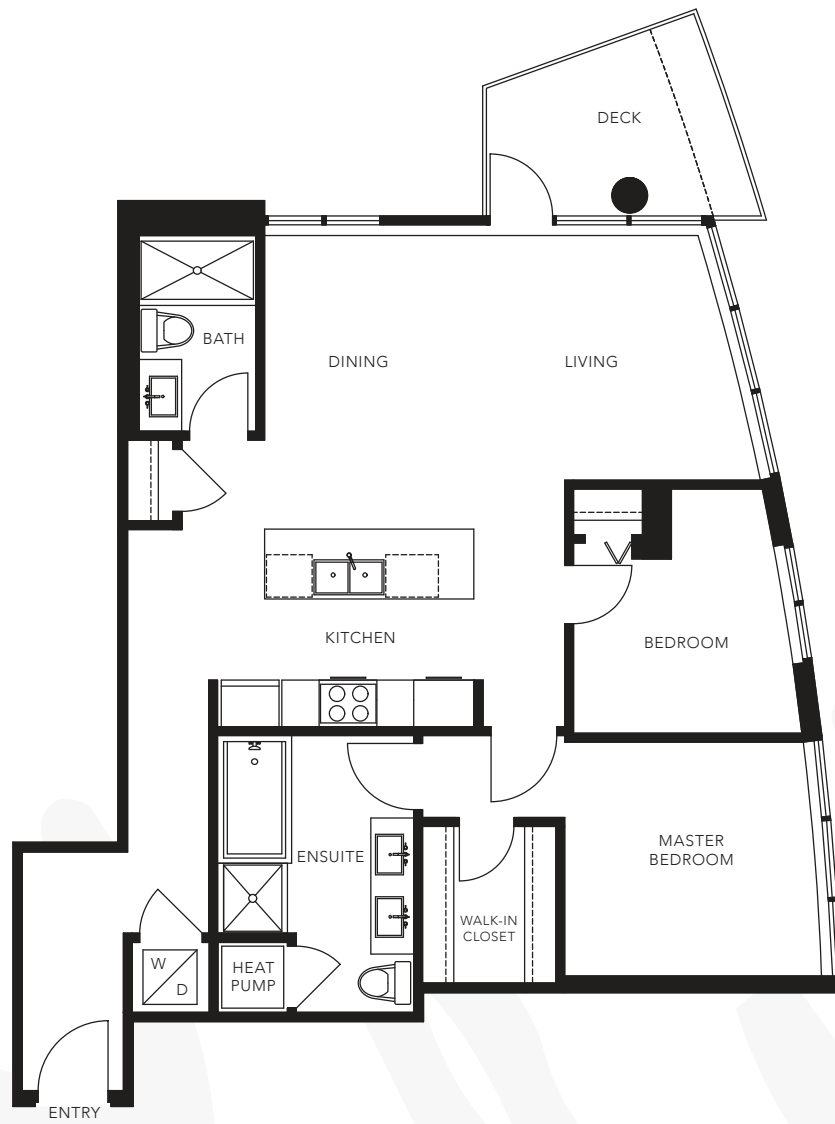 DECK
BATH
DINING
LIVING
KITCHEN
BEDROOM
ENSUITE
MASTER
BEDROOM
WALK-IN
CLOSET
W
D
HEAT
PUMP
ENTRY